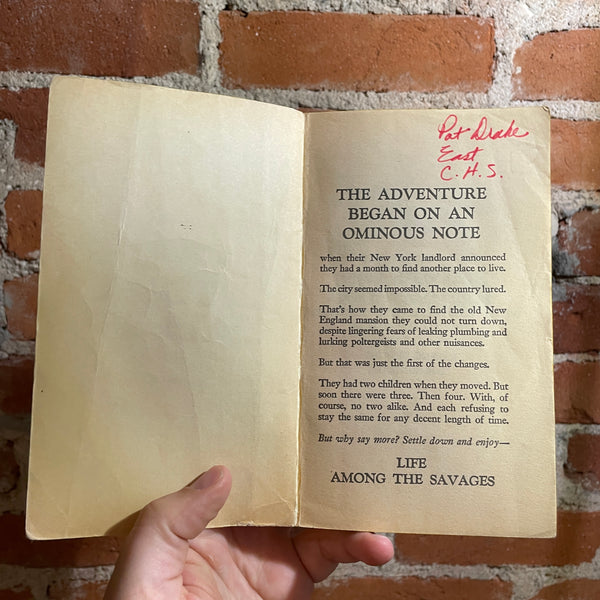 Pat Drake
East
C.H.S.
THE ADVENTURE
BEGAN ON AN
OMINOUS NOTE
when their New York landlord announced
they had a month to find another place to live.
The city seemed impossible. The country lured.
That's how they came to find the old New
England mansion they could not turn down,
despite lingering fears of leaking plumbing and
lurking poltergeists and other nuisances.
But that was just the first of the changes.
They had two children when they moved. But
soon there were three. Then four. With, of
course, no two alike. And each refusing to
stay the same for any decent length of time.
But why say more? Settle down and enjoy—
LIFE
AMONG THE SAVAGES